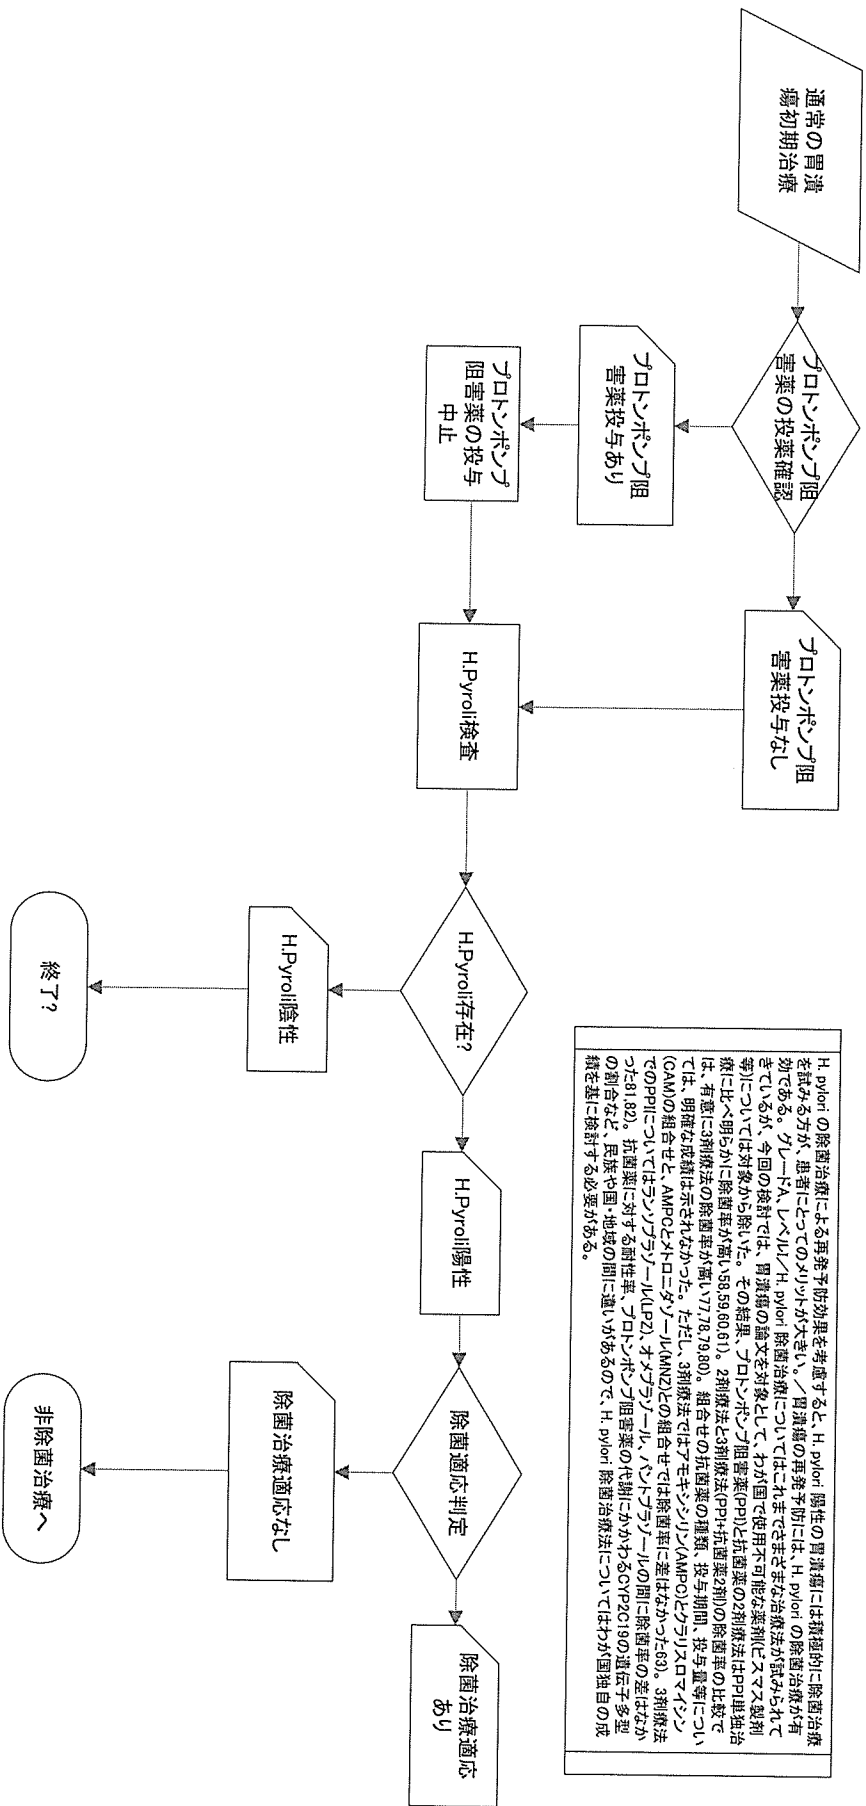 通常の胃潰
瘍初期治療
プロトンポンプ阻
害薬の投薬確認
プロトンポンプ阻
害薬投与なし
プロトンポンプ阻
害薬投与あり
プロトンポンプ
阻害薬の投与
中止
H.Pyroli検査
H.Pyroli存在?
H.Pyroli陰性
終了?
H.Pyroli陽性
除菌適応判定
除菌治療適応なし
非除菌治療へ
除菌治療適応
あり
H. pylori の除菌治療による再発予防効果を考慮すると、H. pylori 陽性の胃潰瘍には積極的に除菌治療
を試みる方が、患者にとってのメリットが大きい。／胃潰瘍の再発予防には、H. pylori の除菌治療が有
効である。グレードA、レベルI／H. pylori 除菌治療についてはこれまでさまざまな治療法が試みられて
きているが、今回の検討では、胃潰瘍の論文を対象として、わが国で使用不可能な薬剤(ビスマス製剤
等)については対象から除いた。その結果、プロトンポンプ阻害薬(PPI)と抗菌薬の2剤療法はPPI単独治
療に比べ明らかに除菌率が高い58,59,60,61)。2剤療法と3剤療法(PPI+抗菌薬2剤)の除菌率の比較で
は、有意に3剤療法の除菌率が高い77,78,79,80)。組合せの抗菌薬の種類、投与期間、投与量等につい
ては、明確な成績は示されなかった。ただし、3剤療法ではアモキシシリン(AMPC)とクラリスロマイシン
(CAM)の組合せと、AMPCとメトロニダゾール(MNZ)との組合せでは除菌率に差はなかった63)。3剤療法
でのPPIについてはランソプラゾール(LPZ)、オメプラゾール、パントプラゾールの間に除菌率の差はなか
った81,82)。抗菌薬に対する耐性率、プロトンポンプ阻害薬の代謝にかかわるCYP2C19の遺伝子多型
の割合など、民族や国・地域の間に違いがあるので、H. pylori 除菌治療法についてはわが国独自の成
績を基に検討する必要がある。